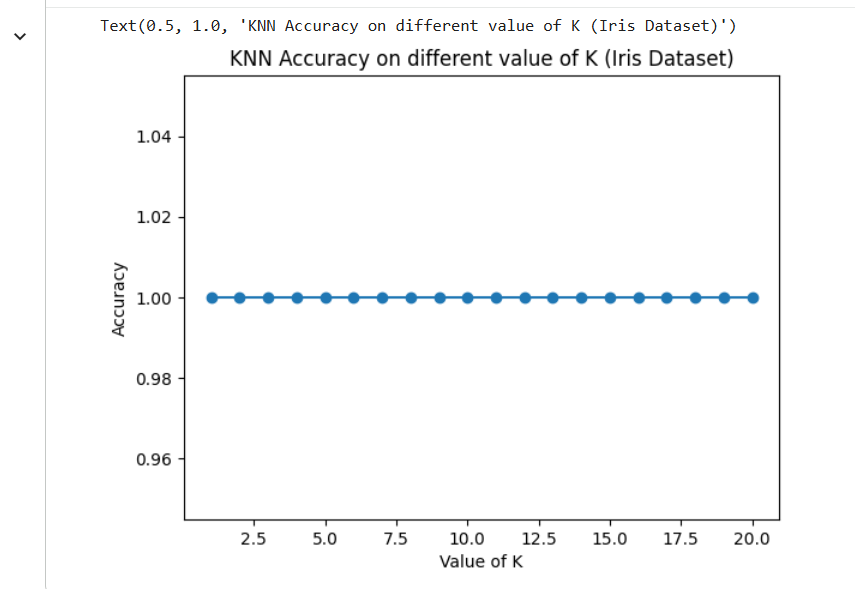 Text(0.5, 1.0, 'KNN Accuracy on different value of K (Iris Dataset)')
KNN Accuracy on different value of K (Iris Dataset)
1.04
1.02
1.00
0.98
0.96
Accuracy
2.5 5.0 7.5 10.0 12.5 15.0 17.5 20.0
Value of K